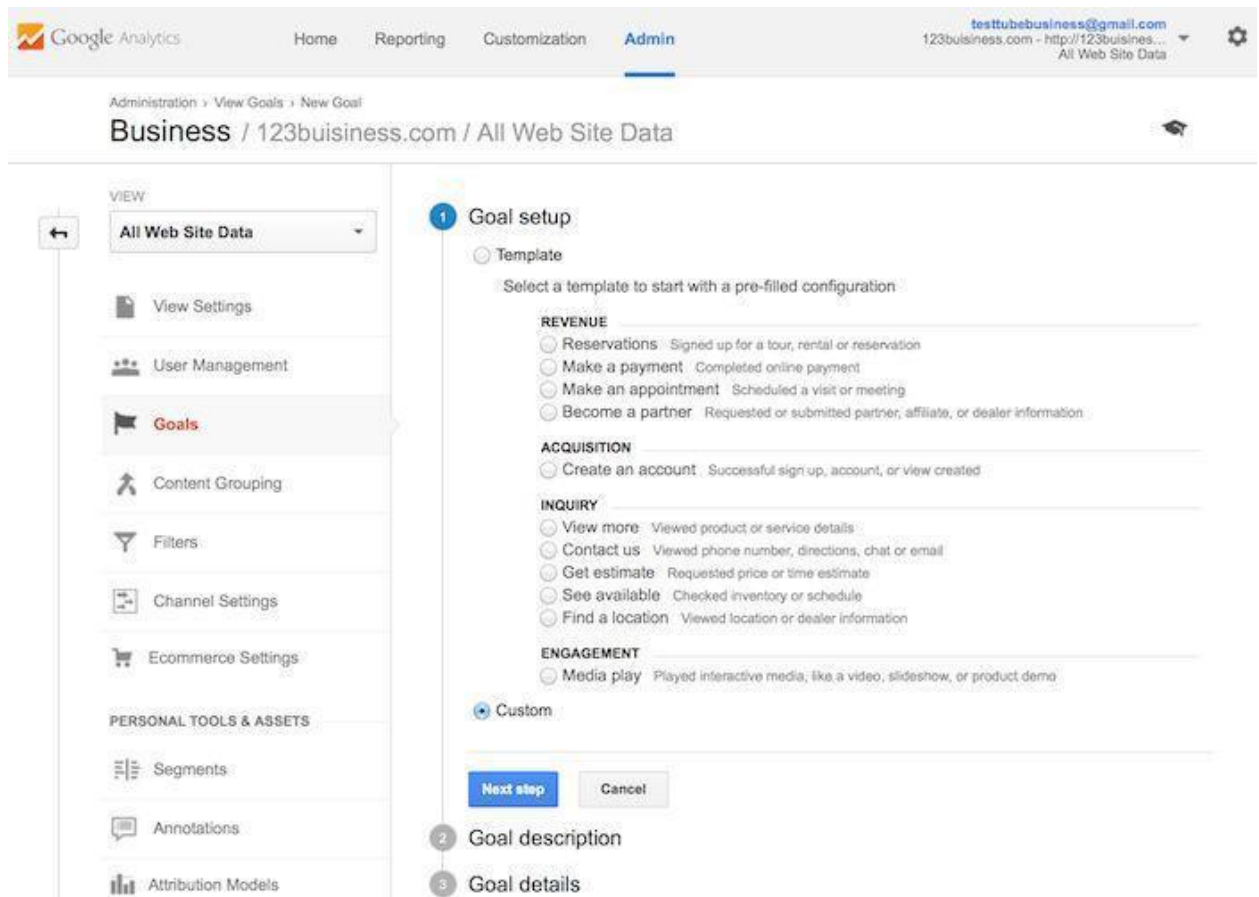 Google Analytics
Home
Reporting
Customization
Admin
testtubebusiness@gmail.com
123buisiness.com - http://123buisines...
All Web Site Data
Administration › View Goals › New Goal
Business / 123buisiness.com / All Web Site Data
VIEW
All Web Site Data
View Settings
User Management
Goals
Content Grouping
Filters
Channel Settings
Ecommerce Settings
PERSONAL TOOLS & ASSETS
Segments
Annotations
Attribution Models
1 Goal setup
Template
Select a template to start with a pre-filled configuration
REVENUE
Reservations Signed up for a tour, rental or reservation
Make a payment Completed online payment
Make an appointment Scheduled a visit or meeting
Become a partner Requested or submitted partner, affiliate, or dealer information
ACQUISITION
Create an account Successful sign up, account, or view created
INQUIRY
View more Viewed product or service details
Contact us Viewed phone number, directions, chat or email
Get estimate Requested price or time estimate
See available Checked inventory or schedule
Find a location Viewed location or dealer information
ENGAGEMENT
Media play Played interactive media, like a video, slideshow, or product demo
Custom
Next step
Cancel
2 Goal description
3 Goal details